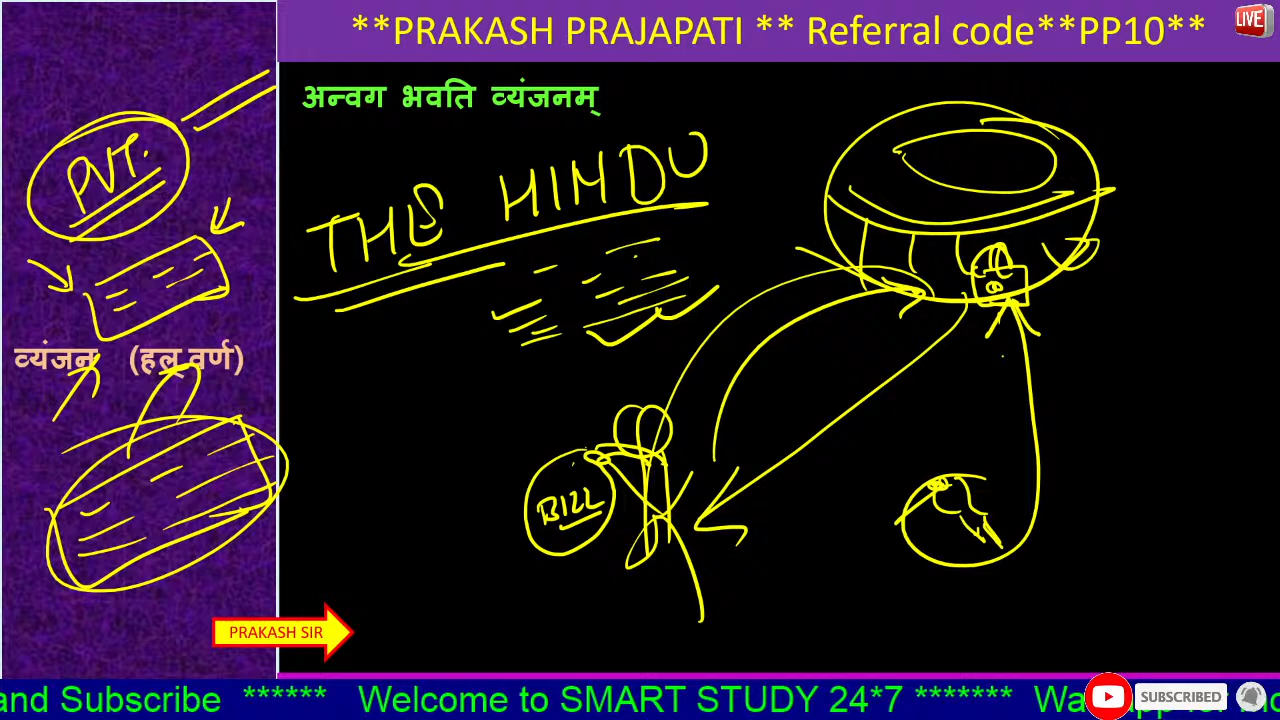 **PRAKASH PRAJAPATI ** Referral code**PP10**
LIVE
अन्वग भवति व्यंजनम्
PVT.
THE HINDU
व्यंजन (हल् वर्ण)
BILL
PRAKASH SIR
and Subscribe ****** Welcome to SMART STUDY 24*7 *******
SUBSCRIBED